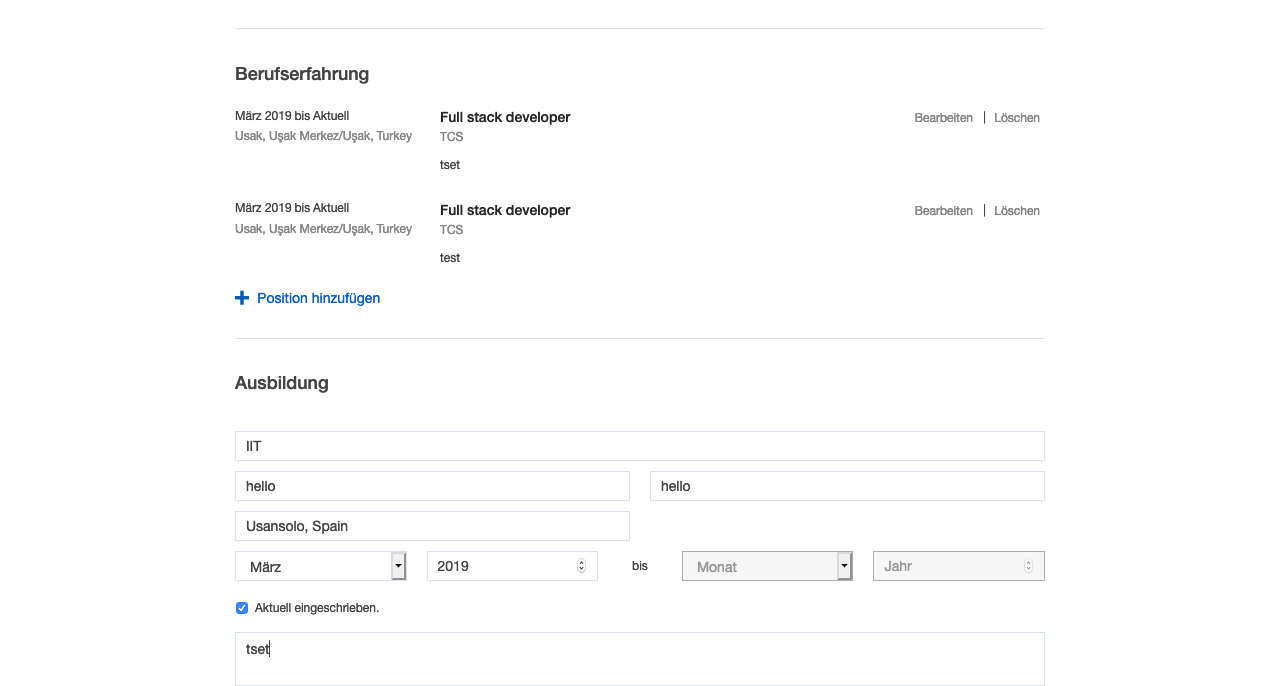 Berufserfahrung
März 2019 bis Aktuell
Usak, Uşak Merkez/Uşak, Turkey
Full stack developer
TCS
tset
Bearbeiten | Löschen
März 2019 bis Aktuell
Usak, Uşak Merkez/Uşak, Turkey
Full stack developer
TCS
test
Bearbeiten | Löschen
Position hinzufügen
Ausbildung
IIT
hello hello
Usansolo, Spain
März 2019 bis Monat Jahr
Aktuell eingeschrieben.
tset